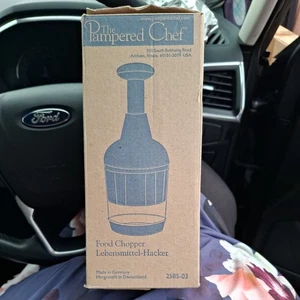 The
Pampered Chef
Ford
Food Chopper
Lebensmittel-Hacker
Made in Germany
Hergestellt in Deutschland
2585-03